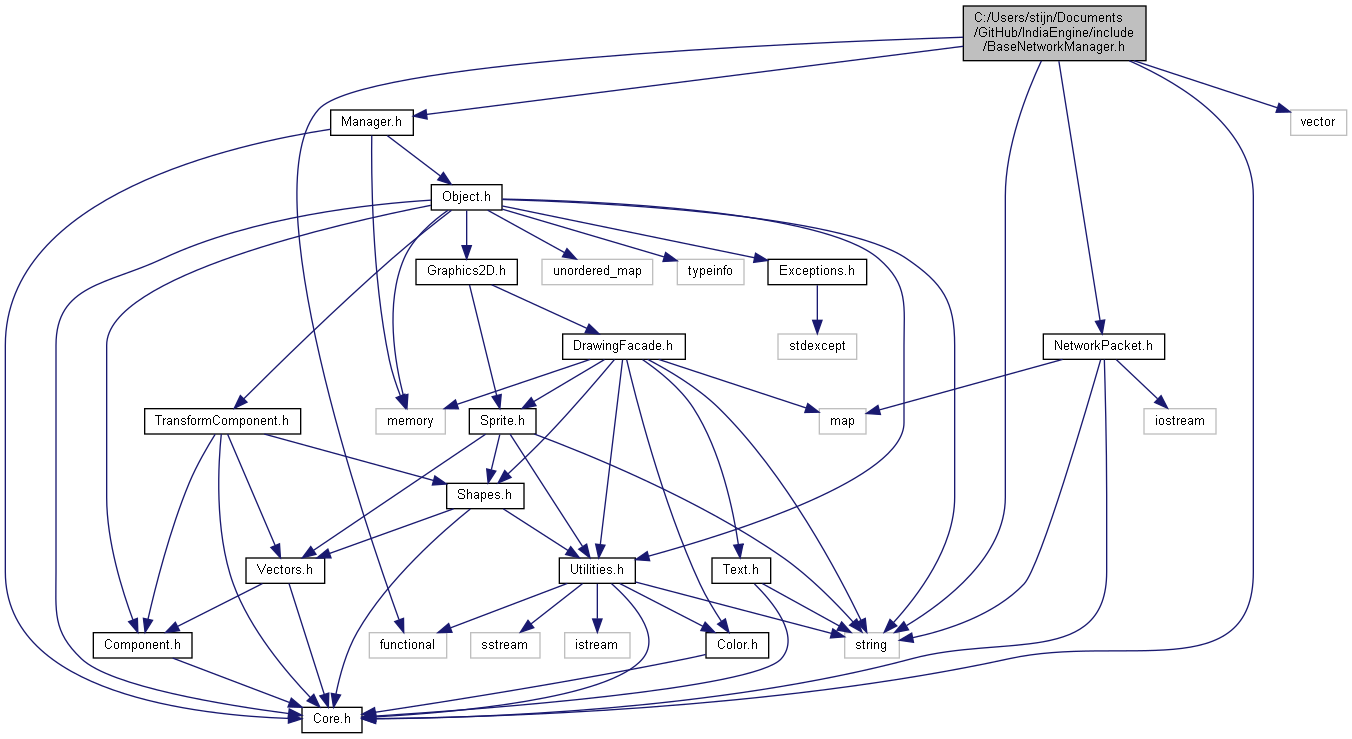 C:/Users/stijn/Documents
/GitHub/IndiaEngine/include
/BaseNetworkManager.h
Manager.h
vector
Object.h
Graphics2D.h
unordered_map
typeinfo
Exceptions.h
DrawingFacade.h
stdexcept
NetworkPacket.h
TransformComponent.h
memory
Sprite.h
map
iostream
Shapes.h
Vectors.h
Utilities.h
Text.h
Component.h
functional
sstream
istream
Color.h
string
Core.h